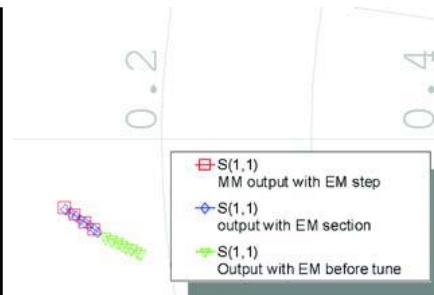 0.2
0.4
S(1,1)
MM output with EM step
S(1,1)
output with EM section
S(1,1)
Output with EM before tune